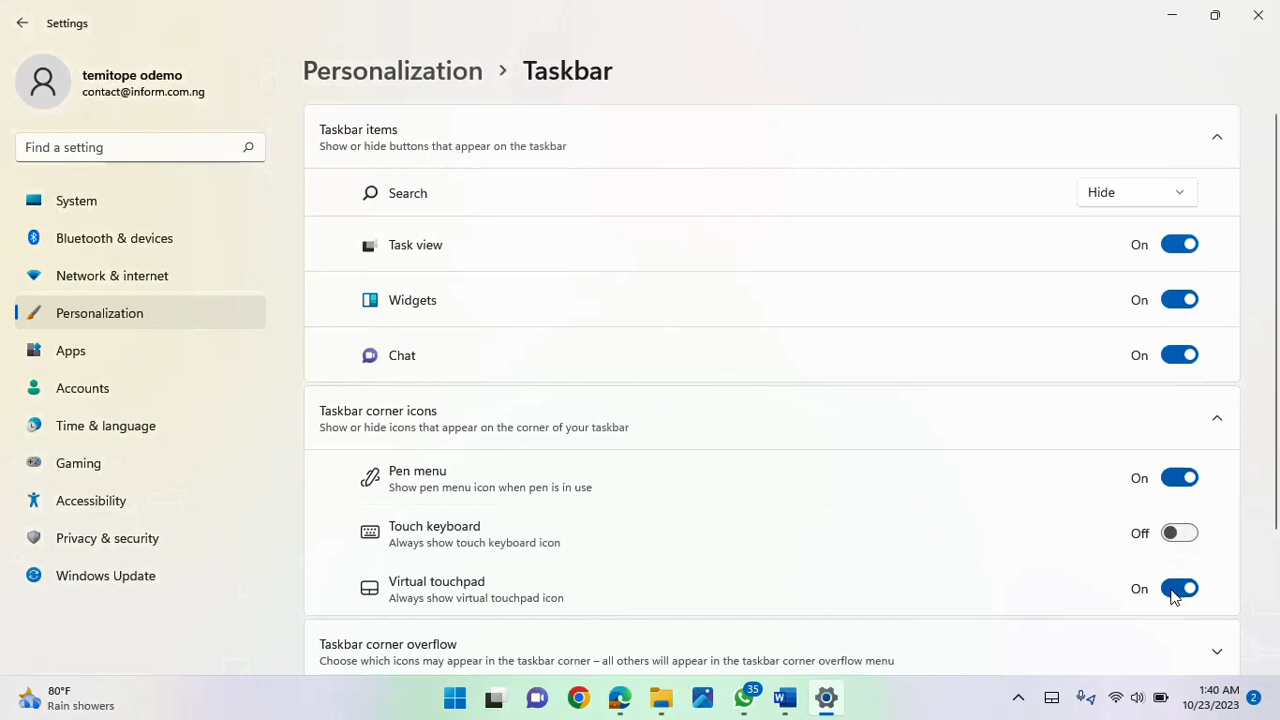 Settings
temitope odemo
contact@inform.com.ng
Find a setting
System
Bluetooth & devices
Network & internet
Personalization
Apps
Accounts
Time & language
Gaming
Accessibility
Privacy & security
Windows Update
Personalization > Taskbar
Taskbar items
Show or hide buttons that appear on the taskbar
Search Hide
Task view On
Widgets On
Chat On
Taskbar corner icons
Show or hide icons that appear on the corner of your taskbar
Pen menu
Show pen menu icon when pen is in use
On
Touch keyboard
Always show touch keyboard icon
Off
Virtual touchpad
Always show virtual touchpad icon
On
Taskbar corner overflow
Choose which icons may appear in the taskbar corner – all others will appear in the taskbar corner overflow menu
80°F
Rain showers
35
1:40 AM
10/23/2023
2